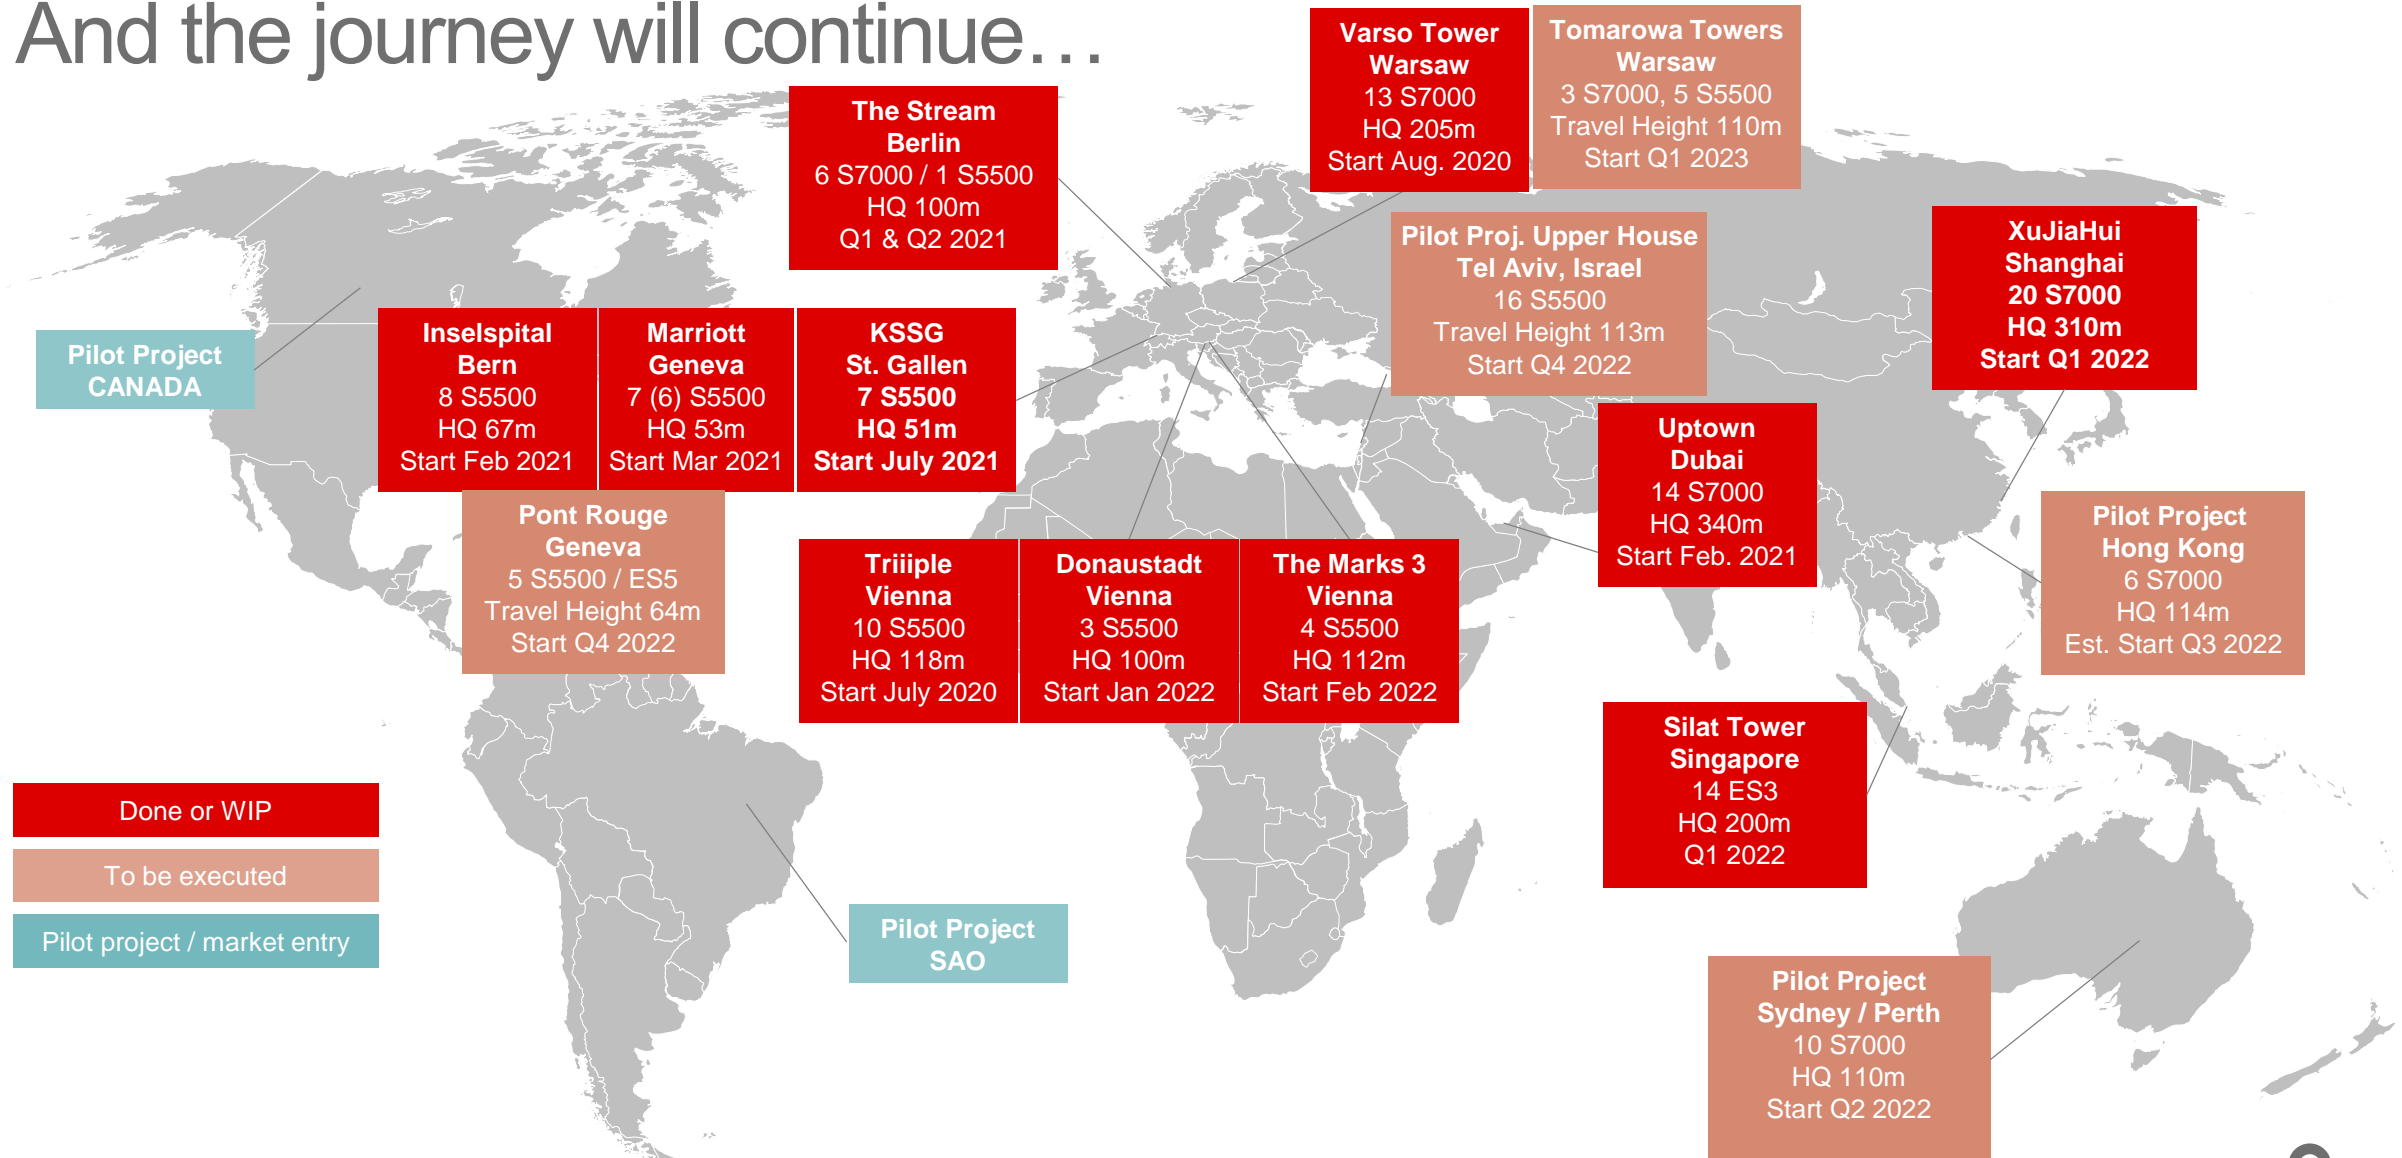 And the journey will continue…
Varso Tower
Warsaw
13 S7000
HQ 205m
Start Aug. 2020
Tomarowa Towers
Warsaw
3 S7000, 5 S5500
Travel Height 110m
Start Q1 2023
The Stream
Berlin
6 S7000 / 1 S5500
HQ 100m
Q1 & Q2 2021
Pilot Proj. Upper House
Tel Aviv, Israel
16 S5500
Travel Height 113m
Start Q4 2022
XuJiaHui
Shanghai
20 S7000
HQ 310m
Start Q1 2022
Pilot Project
CANADA
Inselspital
Bern
8 S5500
HQ 67m
Start Feb 2021
Marriott
Geneva
7 (6) S5500
HQ 53m
Start Mar 2021
KSSG
St. Gallen
7 S5500
HQ 51m
Start July 2021
Uptown
Dubai
14 S7000
HQ 340m
Start Feb. 2021
Pont Rouge
Geneva
5 S5500 / ES5
Travel Height 64m
Start Q4 2022
Pilot Project
Hong Kong
6 S7000
HQ 114m
Est. Start Q3 2022
Triiiple
Vienna
10 S5500
HQ 118m
Start July 2020
Donaustadt
Vienna
3 S5500
HQ 100m
Start Jan 2022
The Marks 3
Vienna
4 S5500
HQ 112m
Start Feb 2022
Silat Tower
Singapore
14 ES3
HQ 200m
Q1 2022
Done or WIP
To be executed
Pilot project / market entry
Pilot Project
SAO
Pilot Project
Sydney / Perth
10 S7000
HQ 110m
Start Q2 2022